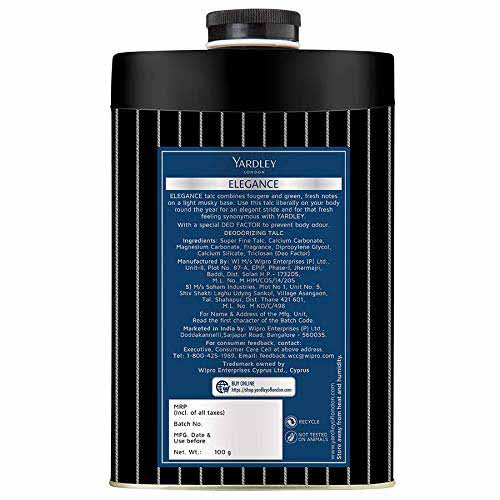 YARDLEY
LONDON
ELEGANCE
ELEGANCE talc combines fougere and green, fresh notes
on a light musky base. Use this talc liberally on your body
round the year for an elegant stride and for that fresh
feeling synonymous with YARDLEY.
With a special DEO FACTOR to prevent body odour.
DEODORIZING TALC
Ingredients: Super Fine Talc, Calcium Carbonate,
Magnesium Carbonate, Fragrance, Dipropylene Glycol,
Calcium Silicate, Triclosan (Deo Factor)
Manufactured By: W) M/s Wipro Enterprises (P) Ltd.,
Unit-II, Plot No. 87-A, EPIP, Phase-I, Jharmajri,
Baddi, Dist. Solan H P - 173205,
M.L. No. M HIM/COS/14/205
S) M/s Soham Industries, Plot No 1, Unit No. 5,
Shiv Shakti Laghu Udyog Sankul, Village Asangaon,
Tal. Shahapur, Dist Thane 421 601,
M.L. No. M KD/C/498
For Name & Address of the Mfg. Unit,
Read the first character of the Batch Code.
Marketed in India by: Wipro Enterprises (P) Ltd.
Doddakannelli,Sarjapur Road, Bangalore - 560035.
For consumer feedback, contact:
Executive, Consumer Care Cell at above address.
Tel: 1-800-425-1969. Email: feedback.wcc@wipro.com
Trademark owned by
Wipro Enterprises Cyprus Ltd., Cyprus
BUY ONLINE
https://shop.yardleyoflondon.com
MRP
(Incl. of all taxes)
Batch No.
MFG. Date &
Use before
Net. Wt.: 100 g
RECYCLE
NOT TESTED
ON ANIMALS
www.yardleyoflondon.com
Store away from heat and humidity.